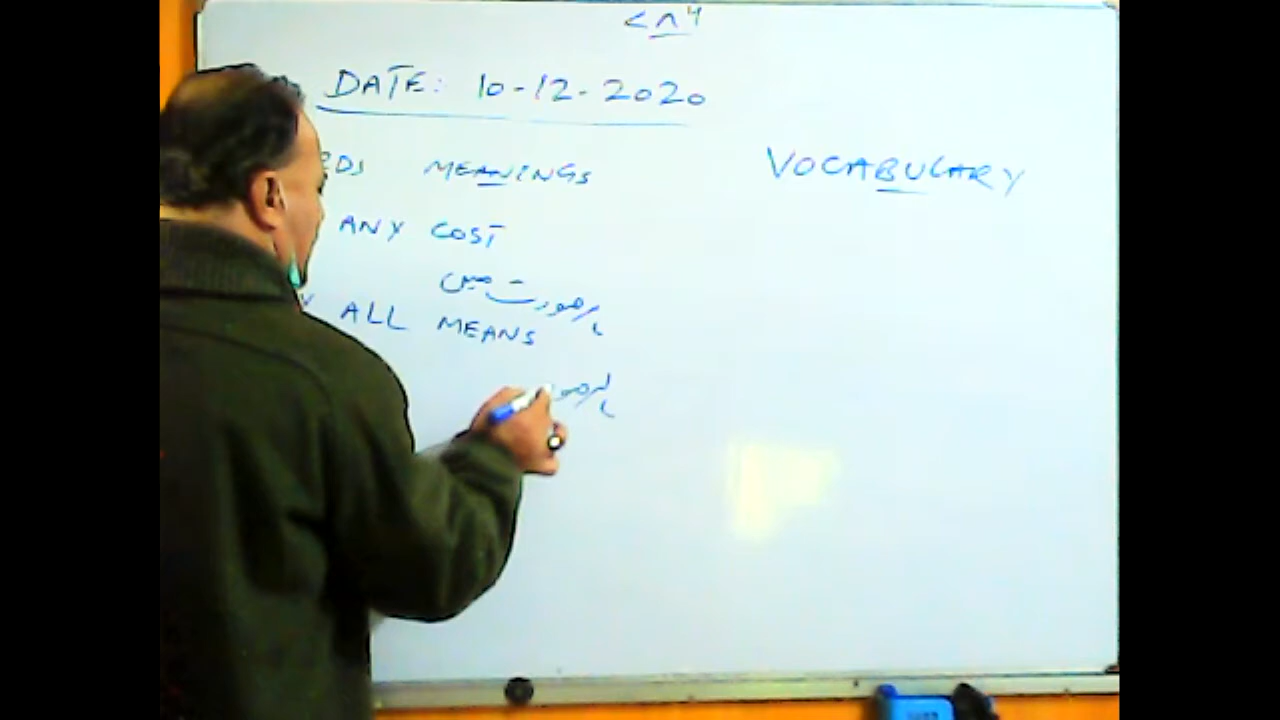 DATE: 10-12-2020
MEANINGS
VOCABULARY
ANY COST
ہر صورت میں
ALL MEANS